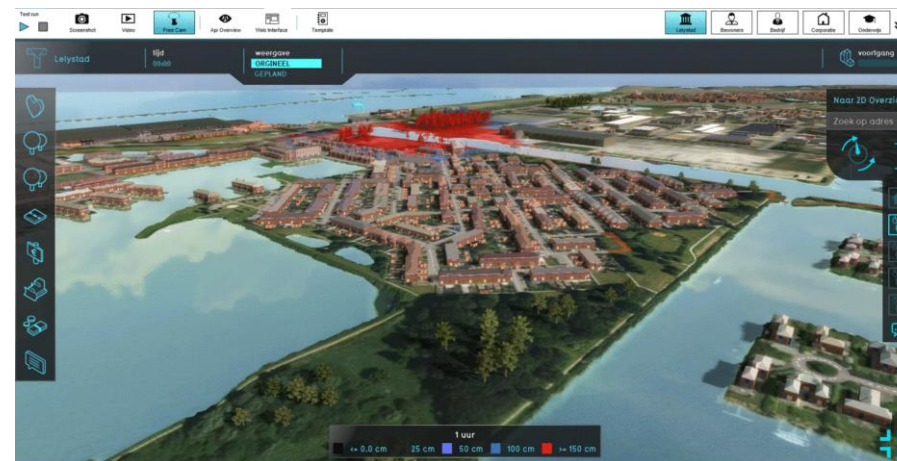 Test run
Screenshot
Video
Free Cam
Api Overview
Web Interface
Template
Lelystad
Bewoners
Bedrijf
Corporatie
Onderwijs
Lelystad
tijd
00:00
weergave
ORGINEEL
GEPLAND
voortgang
Naar 2D Overzi
Zoek op adres
1 uur
<= 0.0 cm 25 cm 50 cm 100 cm >= 150 cm